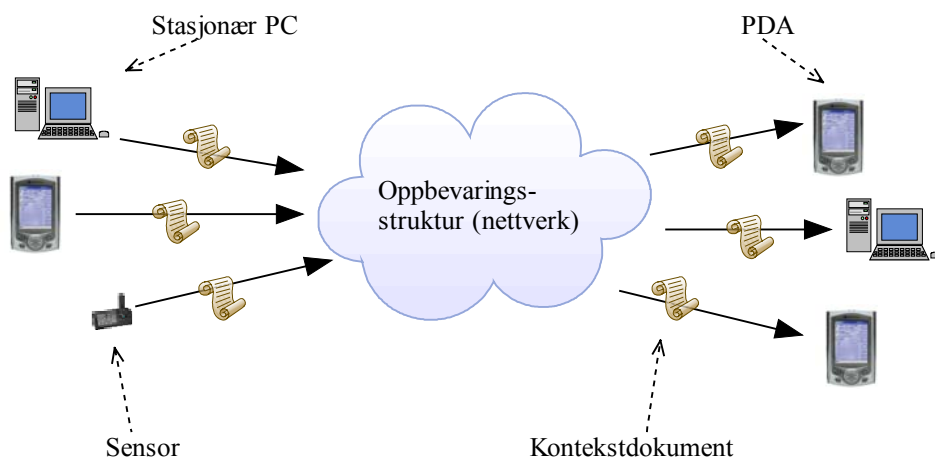 Stasjonær PC
PDA
Oppbevarings-
struktur (nettverk)
Sensor
Kontekstdokument